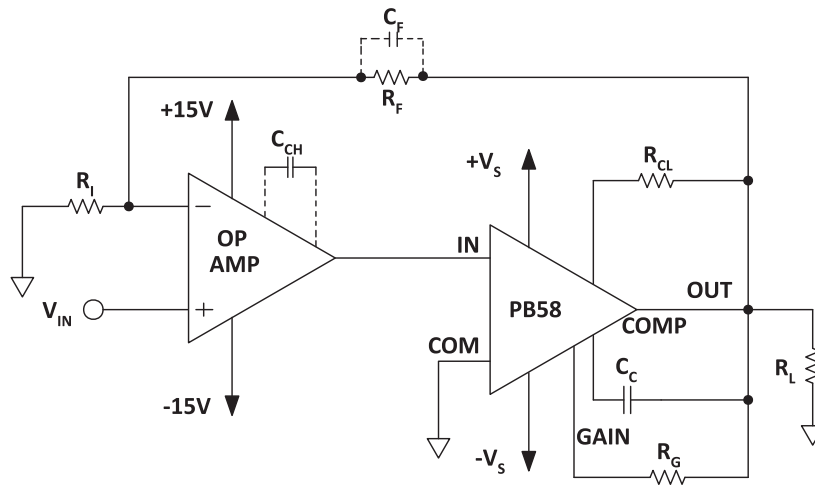 C_F
R_F
+15V
C_CH
R_I
−
OP
AMP
+
V_IN
-15V
+V_S
R_CL
IN
PB58
OUT
COMP
COM
C_C
R_L
GAIN
R_G
-V_S